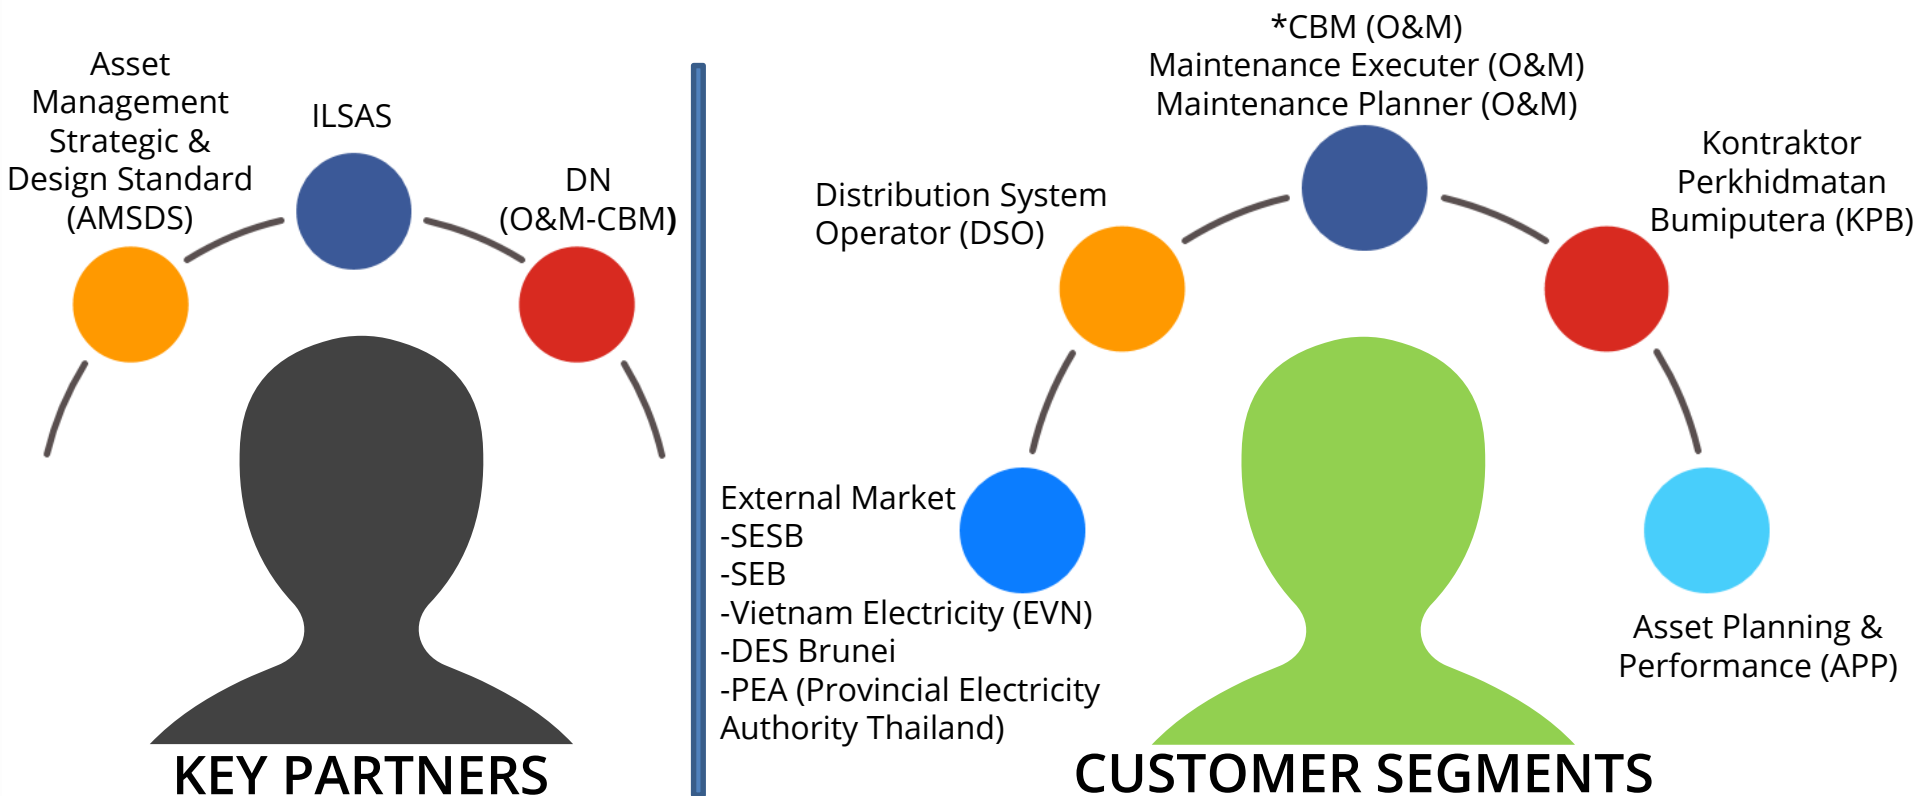 Asset
Management
Strategic &
Design Standard
(AMSDS)
ILSAS
DN
(O&M-CBM)
KEY PARTNERS
External Market
-SESB
-SEB
-Vietnam Electricity (EVN)
-DES Brunei
-PEA (Provincial Electricity
Authority Thailand)
Distribution System
Operator (DSO)
*CBM (O&M)
Maintenance Executer (O&M)
Maintenance Planner (O&M)
Kontraktor
Perkhidmatan
Bumiputera (KPB)
Asset Planning &
Performance (APP)
CUSTOMER SEGMENTS